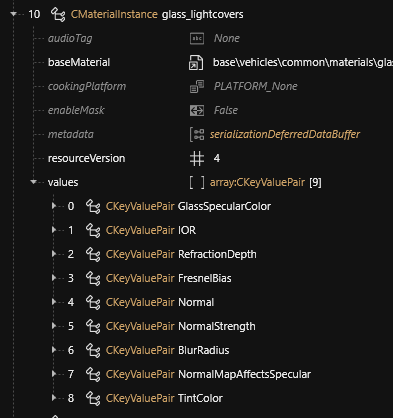 10 CMaterialInstance glass_lightcovers
audioTag abc None
baseMaterial base\vehicles\common\materials\glas
cookingPlatform PLATFORM_None
enableMask False
metadata serializationDeferredDataBuffer
resourceVersion 4
values [ ] array:CKeyValuePair [9]
0 CKeyValuePair GlassSpecularColor
1 CKeyValuePair IOR
2 CKeyValuePair RefractionDepth
3 CKeyValuePair FresnelBias
4 CKeyValuePair Normal
5 CKeyValuePair NormalStrength
6 CKeyValuePair BlurRadius
7 CKeyValuePair NormalMapAffectsSpecular
8 CKeyValuePair TintColor